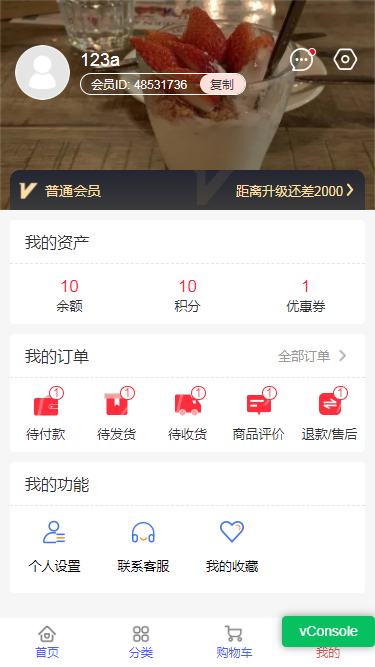 123a
会员ID: 48531736 复制
普通会员 距离升级还差2000
我的资产
10 10 1
余额 积分 优惠券
我的订单 全部订单
1 1 1 1 1
待付款 待发货 待收货 商品评价 退款/售后
我的功能
个人设置 联系客服 我的收藏
vConsole
首页 分类 购物车 我的